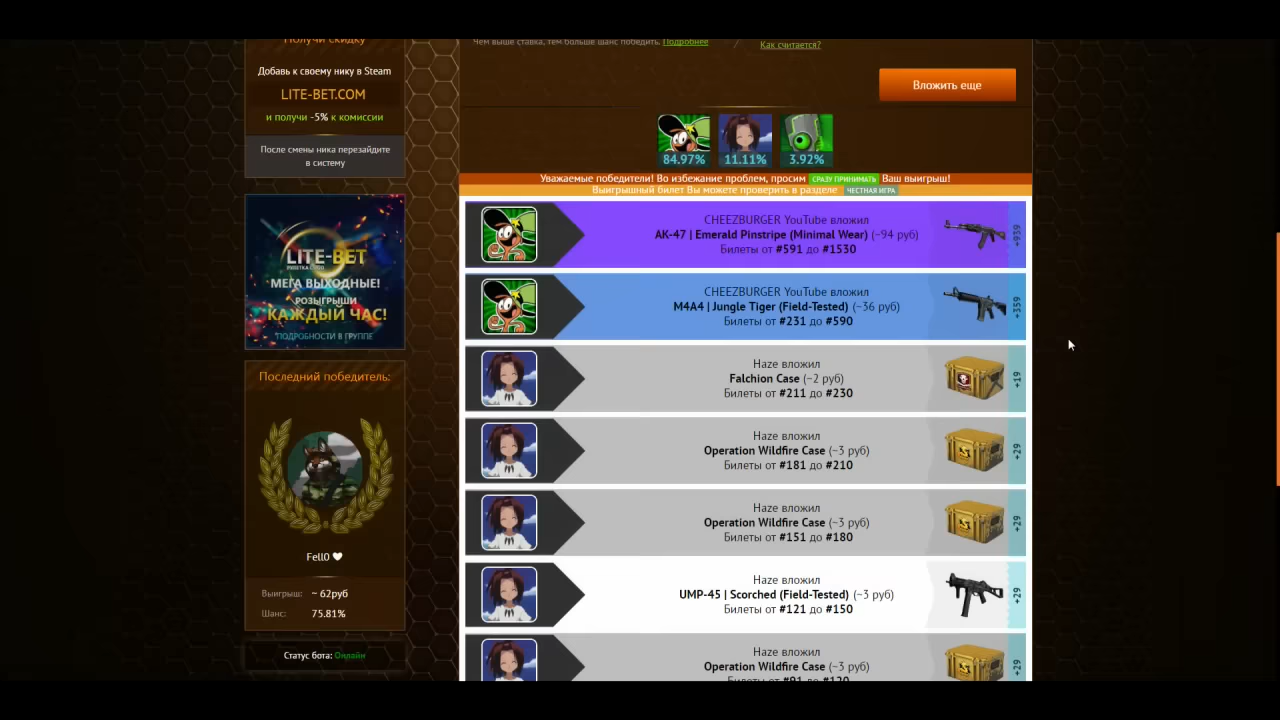 Получи скидку
Добавь к своему нику в Steam
LITE-BET.COM
и получи -5% к комиссии
После смены ника перезайдите
в систему
LITE-BET
МЕГА ВЫХОДНЫЕ!
РОЗЫГРЫШИ
КАЖДЫЙ ЧАС!
ПОДРОБНОСТИ В ГРУППЕ
Последний победитель:
Fell0 ❤
Выигрыш: ~ 62руб
Шанс: 75.81%
Статус бота: Онлайн
Чем выше ставка, тем больше шанс победить. Подробнее
Как считается?
Вложить еще
84.97% 11.11% 3.92%
Уважаемые победители! Во избежание проблем, просим СРАЗУ ПРИНИМАТЬ Ваш выигрыш!
Выигрышный билет Вы можете проверить в разделе ЧЕСТНАЯ ИГРА
CHEEZBURGER YouTube вложил
AK-47 | Emerald Pinstripe (Minimal Wear) (~94 руб)
Билеты от #591 до #1530
+939
CHEEZBURGER YouTube вложил
M4A4 | Jungle Tiger (Field-Tested) (~36 руб)
Билеты от #231 до #590
+359
Haze вложил
Falchion Case (~2 руб)
Билеты от #211 до #230
+19
Haze вложил
Operation Wildfire Case (~3 руб)
Билеты от #181 до #210
+29
Haze вложил
Operation Wildfire Case (~3 руб)
Билеты от #151 до #180
+29
Haze вложил
UMP-45 | Scorched (Field-Tested) (~3 руб)
Билеты от #121 до #150
+29
Haze вложил
Operation Wildfire Case (~3 руб)
Билеты от #91 до #120
+29